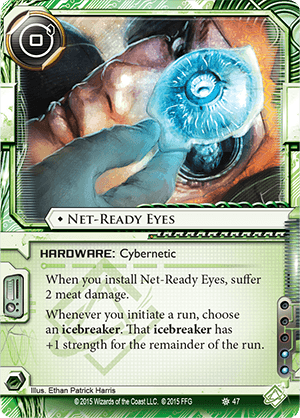 0
♦ Net-Ready Eyes
HARDWARE: Cybernetic
When you install Net-Ready Eyes, suffer
2 meat damage.
Whenever you initiate a run, choose
an icebreaker. That icebreaker has
+1 strength for the remainder of the run.
Illus. Ethan Patrick Harris
©2015 Wizards of the Coast LLC. ©2015 FFG
47